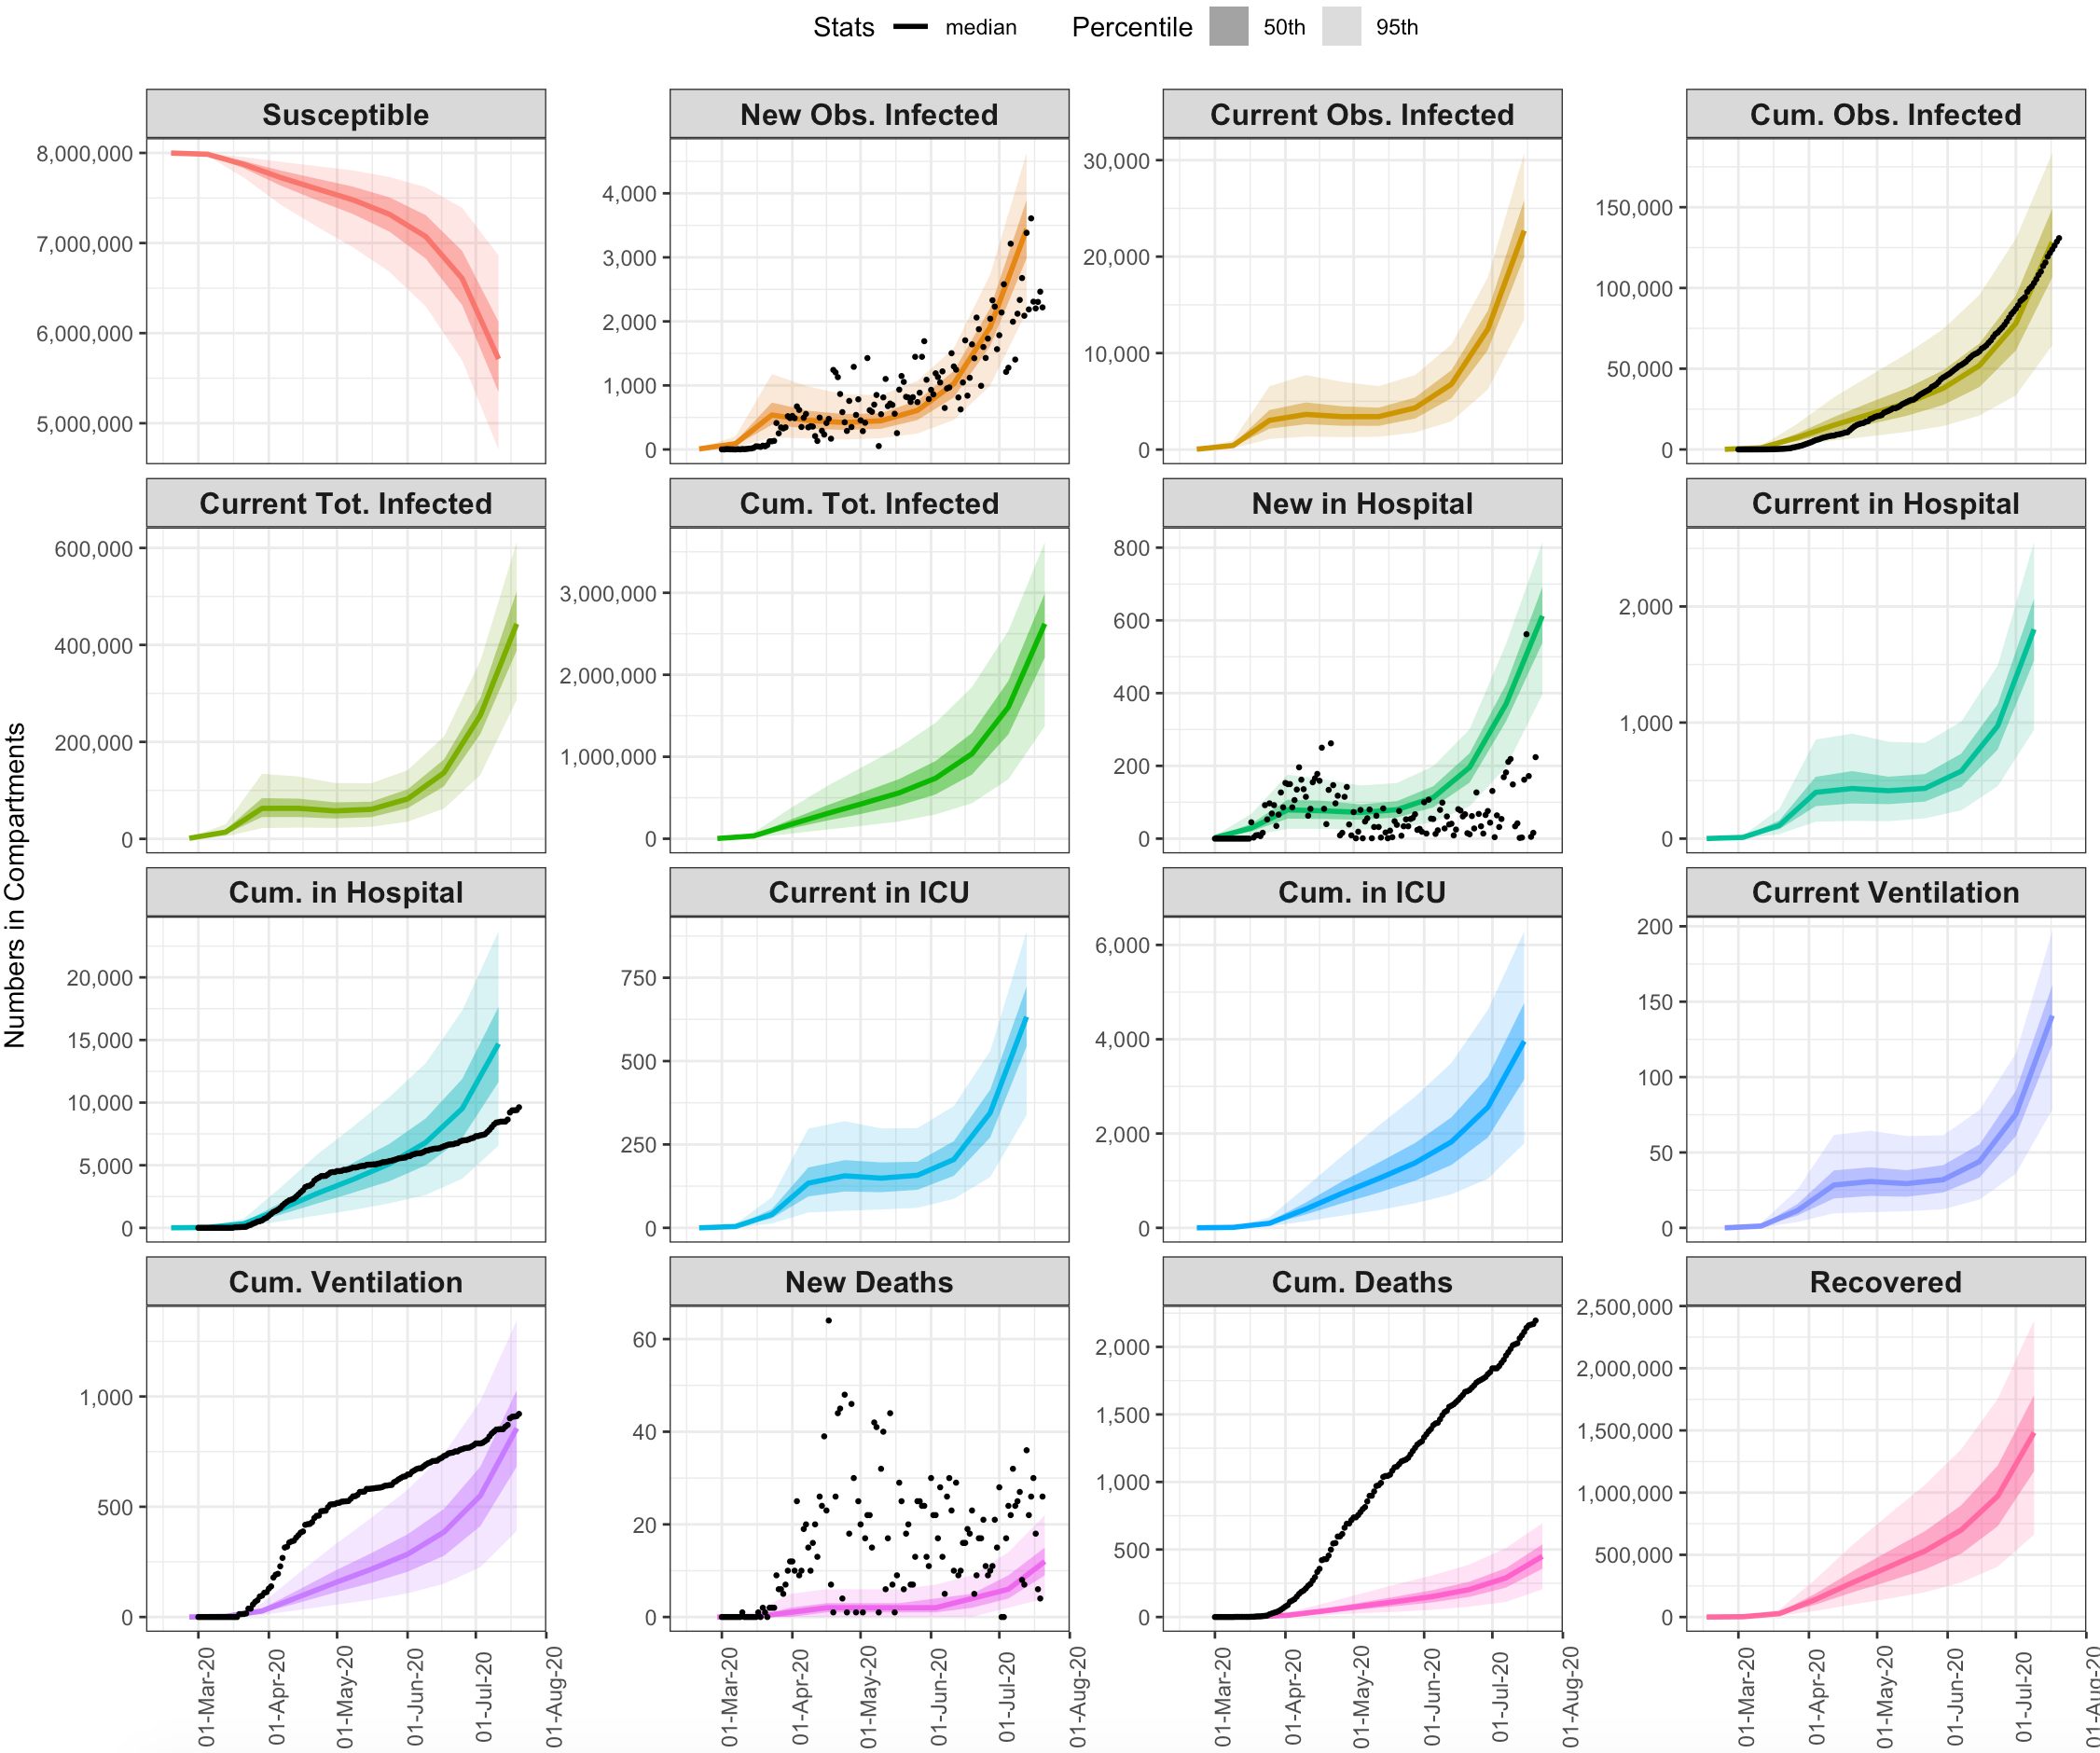 Stats median Percentile 50th 95th
Numbers in Compartments
Susceptible
8,000,000
7,000,000
6,000,000
5,000,000
New Obs. Infected
4,000
3,000
2,000
1,000
0
Current Obs. Infected
30,000
20,000
10,000
0
Cum. Obs. Infected
150,000
100,000
50,000
0
Current Tot. Infected
600,000
400,000
200,000
0
Cum. Tot. Infected
3,000,000
2,000,000
1,000,000
0
New in Hospital
800
600
400
200
0
Current in Hospital
2,000
1,000
0
Cum. in Hospital
20,000
15,000
10,000
5,000
0
Current in ICU
750
500
250
0
Cum. in ICU
6,000
4,000
2,000
0
Current Ventilation
200
150
100
50
0
Cum. Ventilation
1,000
500
0
01-Mar-20
01-Apr-20
01-May-20
01-Jun-20
01-Jul-20
01-Aug-20
New Deaths
60
40
20
0
01-Mar-20
01-Apr-20
01-May-20
01-Jun-20
01-Jul-20
01-Aug-20
Cum. Deaths
2,000
1,500
1,000
500
0
01-Mar-20
01-Apr-20
01-May-20
01-Jun-20
01-Jul-20
01-Aug-20
Recovered
2,500,000
2,000,000
1,500,000
1,000,000
500,000
0
01-Mar-20
01-Apr-20
01-May-20
01-Jun-20
01-Jul-20
01-Aug-20